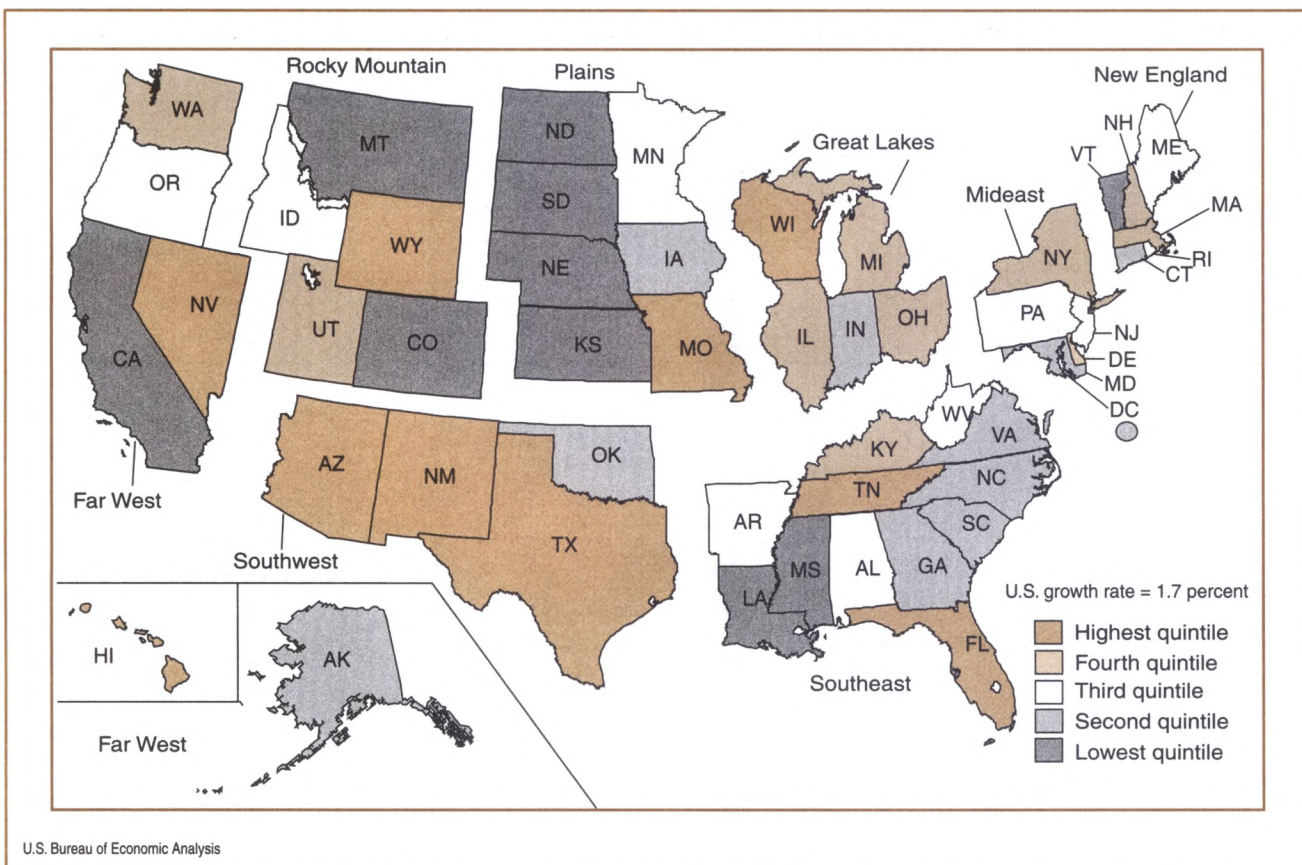 Rocky Mountain
Plains
New England
WA
MT
ND
MN
NH
ME
Great Lakes
VT
OR
ID
SD
WI
Mideast
MA
WY
NE
IA
MI
NY
RI
CT
NV
UT
CO
KS
MO
IL
IN
OH
PA
NJ
CA
DE
MD
DC
WV
AZ
NM
OK
KY
VA
TN
NC
Far West
TX
AR
SC
Southwest
MS
AL
GA
LA
U.S. growth rate = 1.7 percent
HI
AK
FL
Highest quintile
Fourth quintile
Southeast
Third quintile
Second quintile
Far West
Lowest quintile
U.S. Bureau of Economic Analysis